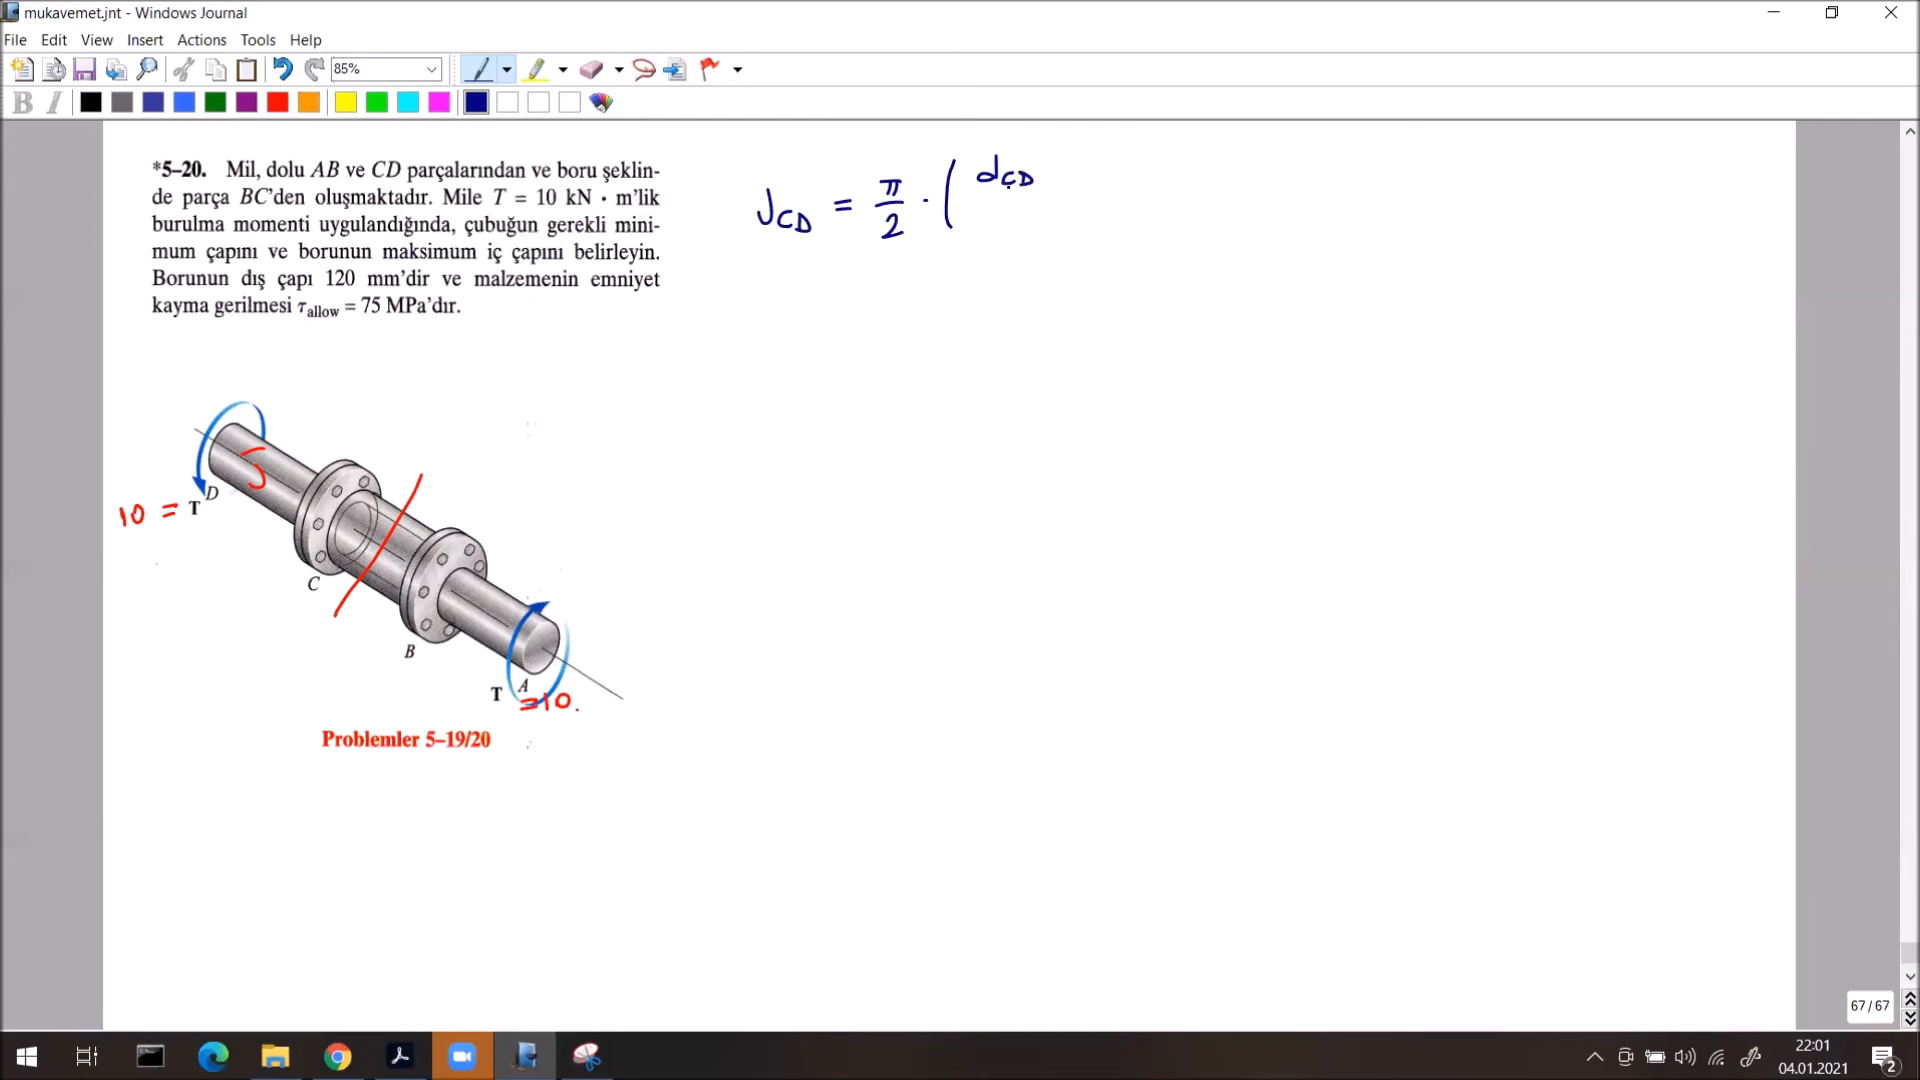 mukavemet.jnt - Windows Journal
File Edit View Insert Actions Tools Help
85%
B I
*5–20. Mil, dolu AB ve CD parçalarından ve boru şeklin-
de parça BC’den oluşmaktadır. Mile T = 10 kN · m’lik
burulma momenti uygulandığında, çubuğun gerekli mini-
mum çapını ve borunun maksimum iç çapını belirleyin.
Borunun dış çapı 120 mm’dir ve malzemenin emniyet
kayma gerilmesi τallow = 75 MPa’dır.
JCD = π/2 · ( dCD
D
10 = T
C
B
T A
=10.
Problemler 5–19/20
67 / 67
22:01
04.01.2021
2